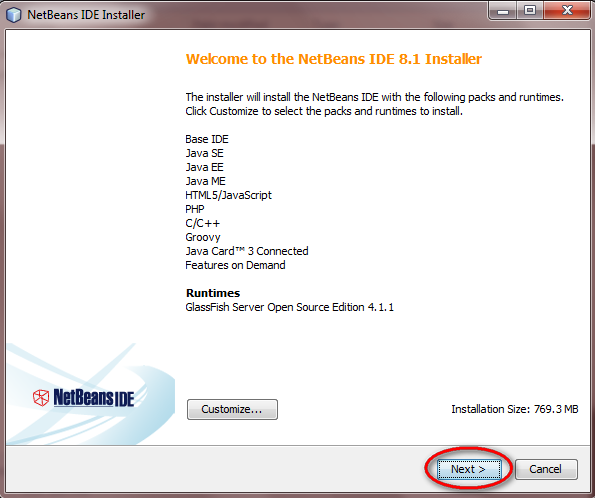 NetBeans IDE Installer
Welcome to the NetBeans IDE 8.1 Installer
The installer will install the NetBeans IDE with the following packs and runtimes.
Click Customize to select the packs and runtimes to install.
Base IDE
Java SE
Java EE
Java ME
HTML5/JavaScript
PHP
C/C++
Groovy
Java Card™ 3 Connected
Features on Demand
Runtimes
GlassFish Server Open Source Edition 4.1.1
NetBeans IDE
Customize...
Installation Size: 769.3 MB
Next >
Cancel